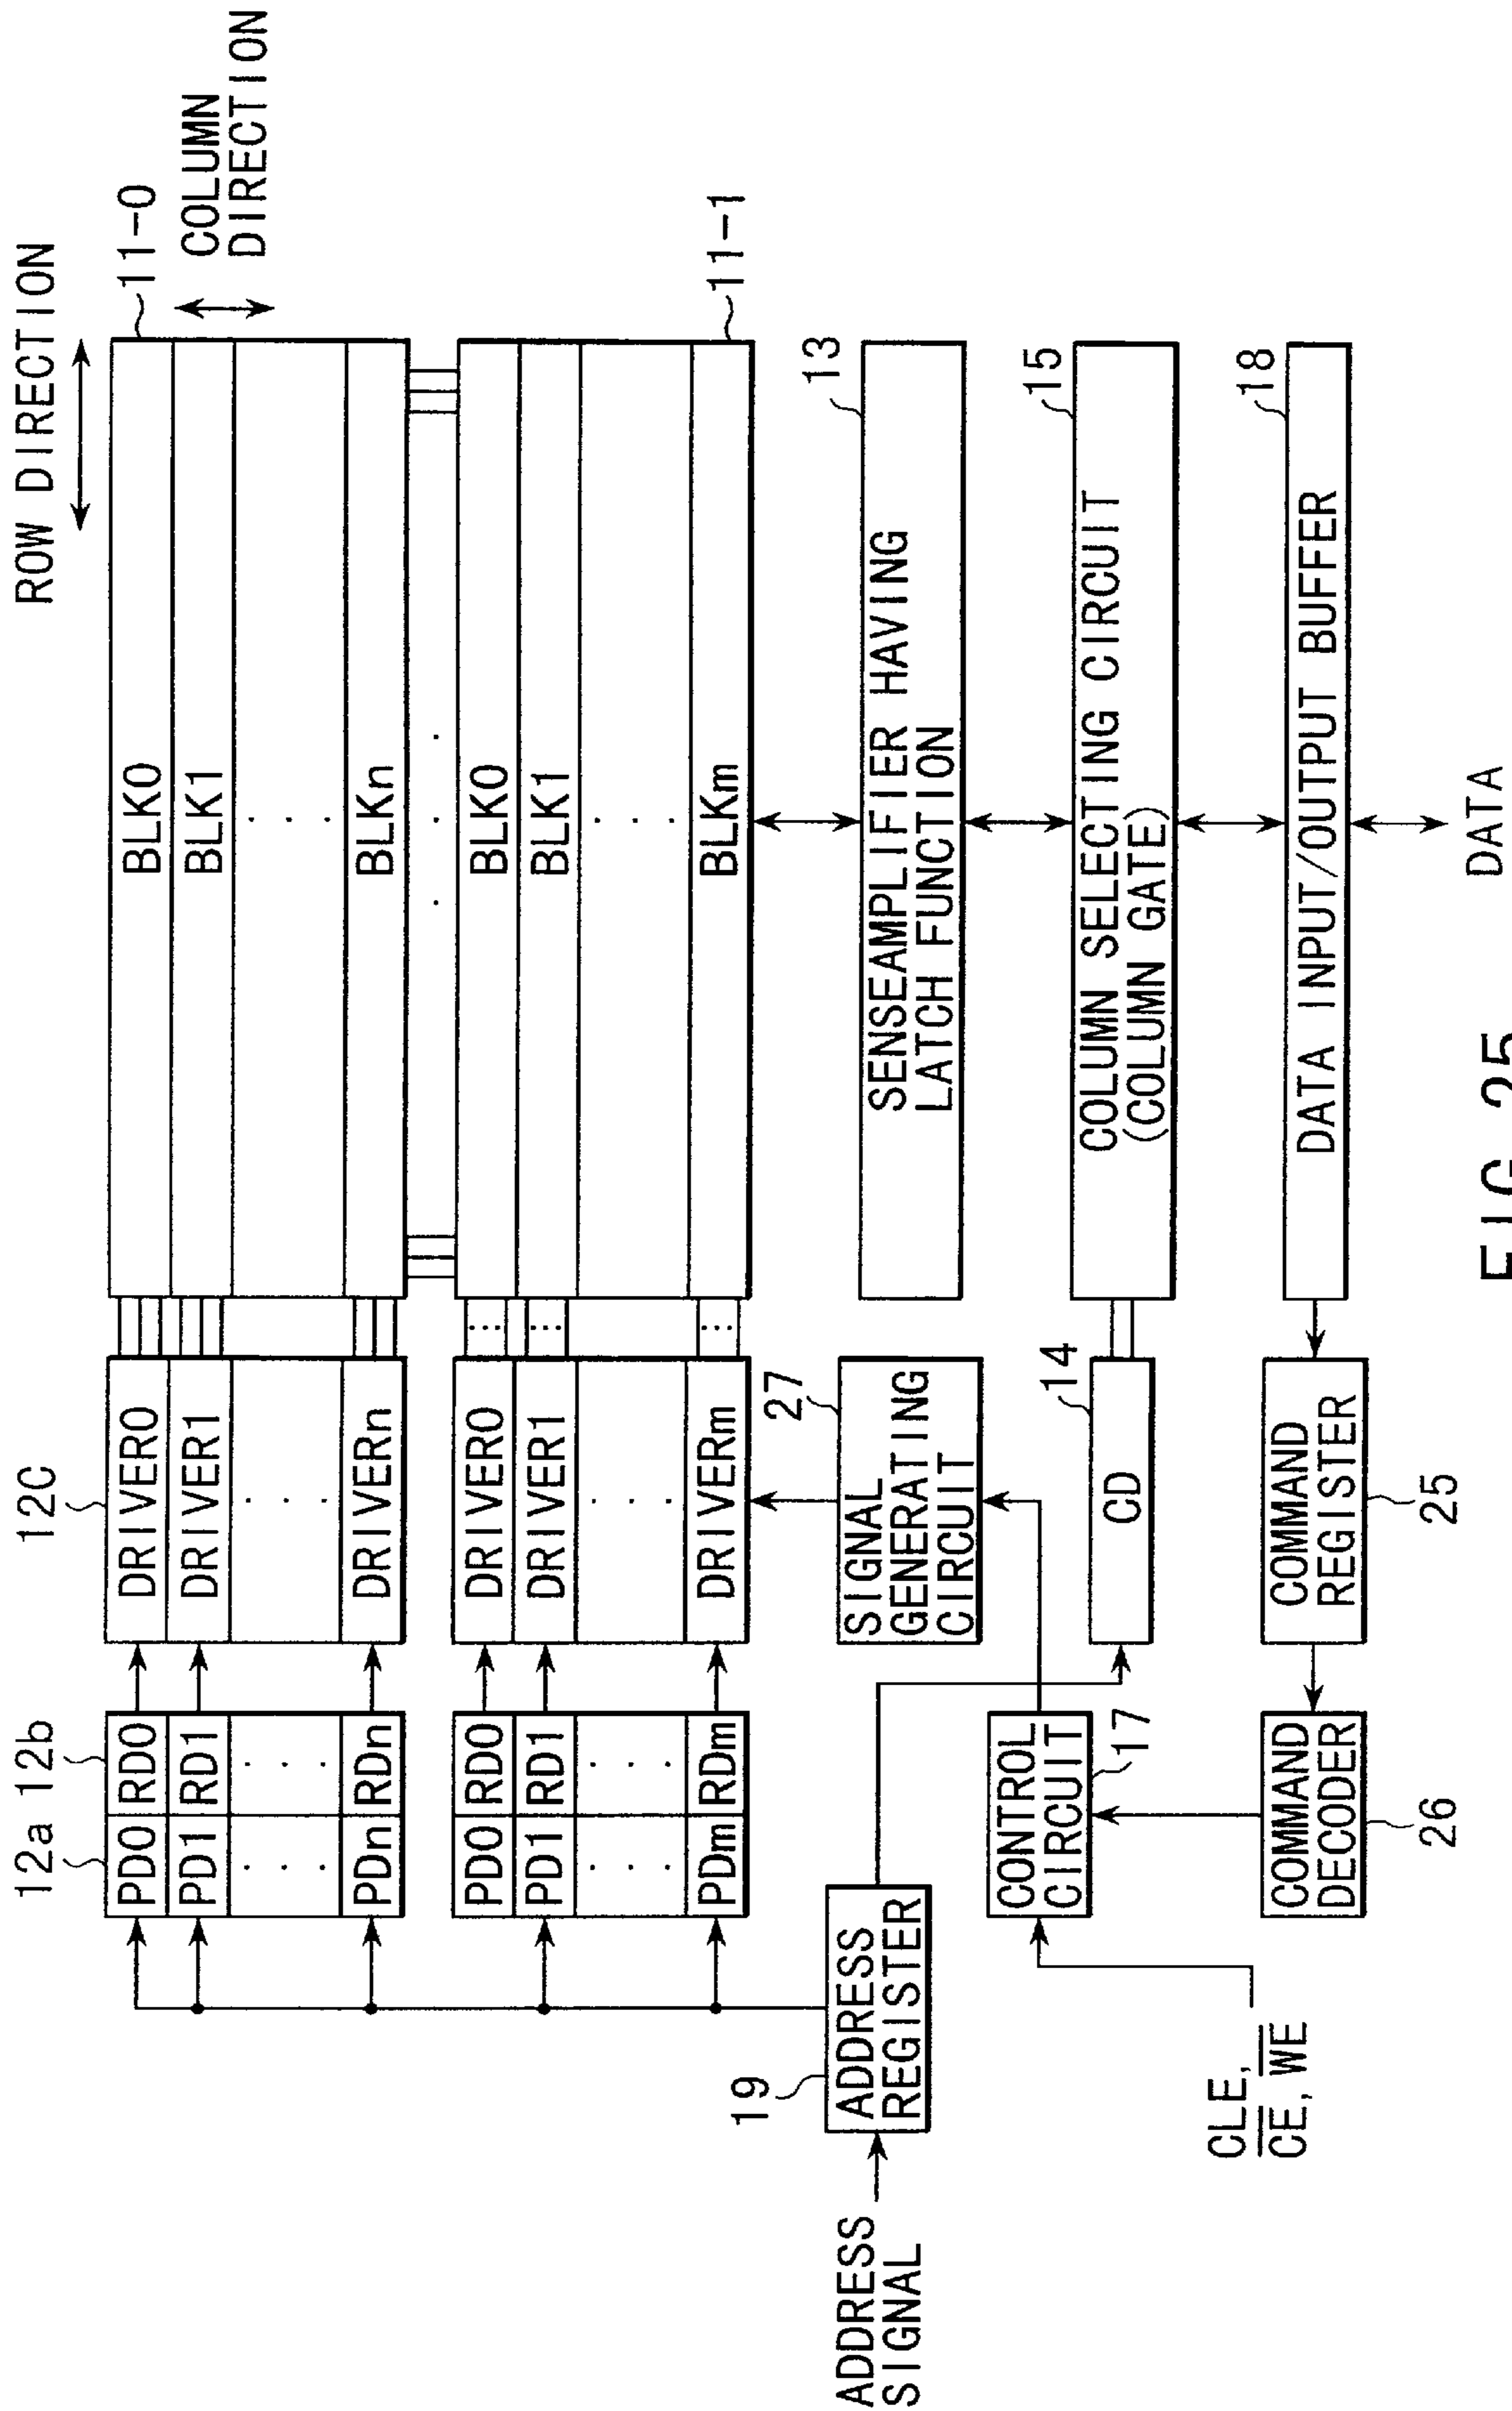 ROW DIRECTION
COLUMN
DIRECTION
12a
12b
12C
11-0
PD0
RD0
DRIVER0
BLK0
PD1
RD1
DRIVER1
BLK1
PDn
RDn
DRIVERn
BLKn
PD0
RD0
DRIVER0
BLK0
PD1
RD1
DRIVER1
BLK1
PDm
RDm
DRIVERm
BLKm
11-1
19
ADDRESS
SIGNAL
ADDRESS
REGISTER
27
SIGNAL
GENERATING
CIRCUIT
13
SENSEAMPLIFIER HAVING
LATCH FUNCTION
CONTROL
CIRCUIT
17
14
CD
15
COLUMN SELECTING CIRCUIT
(COLUMN GATE)
CLE,
CE, WE
COMMAND
DECODER
26
COMMAND
REGISTER
25
18
DATA INPUT/OUTPUT BUFFER
DATA
FIG. 25